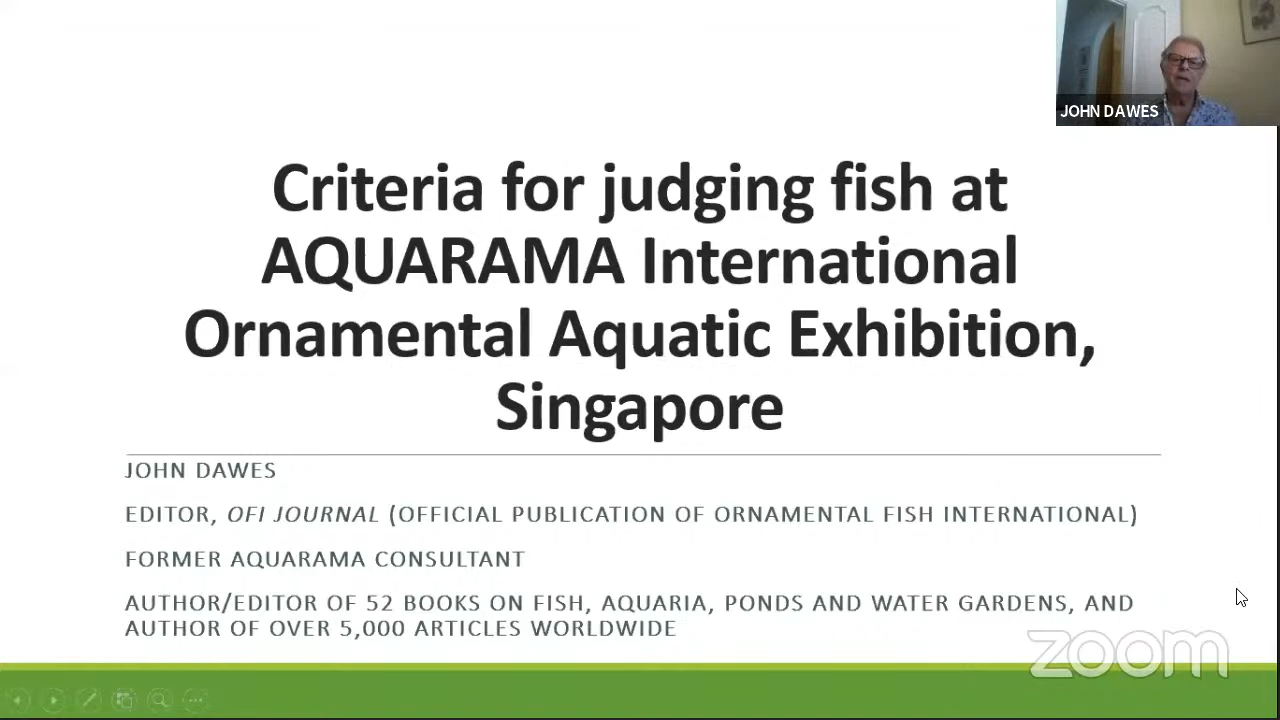 JOHN DAWES
Criteria for judging fish at
AQUARAMA International
Ornamental Aquatic Exhibition,
Singapore
JOHN DAWES
EDITOR, OFI JOURNAL (OFFICIAL PUBLICATION OF ORNAMENTAL FISH INTERNATIONAL)
FORMER AQUARAMA CONSULTANT
AUTHOR/EDITOR OF 52 BOOKS ON FISH, AQUARIA, PONDS AND WATER GARDENS, AND
AUTHOR OF OVER 5,000 ARTICLES WORLDWIDE
zoom